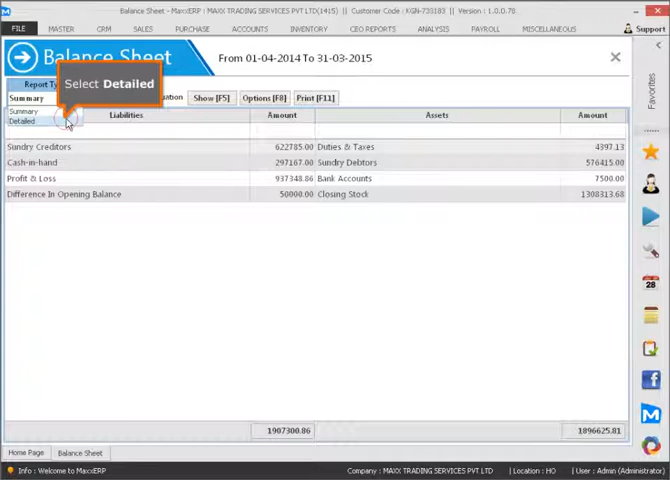 Balance Sheet - MaxxERP : MAXX TRADING SERVICES PVT LTD(1415) || Customer Code : KGN-733183 || Version : 1.0.0.78
FILE MASTER CRM SALES PURCHASE ACCOUNTS INVENTORY CEO REPORTS ANALYSIS PAYROLL MISCELLANEOUS Support
Balance Sheet From 01-04-2014 To 31-03-2015
Report Ty
Select Detailed
Summary uation Show [F5] Options [F8] Print [F11]
Summary
Detailed
Liabilities Amount Assets Amount
Sundry Creditors 622785.00 Duties & Taxes 4397.13
Cash-in-hand 297167.00 Sundry Debtors 576415.00
Profit & Loss 937348.86 Bank Accounts 7500.00
Difference In Opening Balance 50000.00 Closing Stock 1308313.68
1907300.86 1896625.81
Favorites
28
Home Page Balance Sheet
Info : Welcome to MaxxERP Company : MAXX TRADING SERVICES PVT LTD | Location : HO | User : Admin (Administrator)